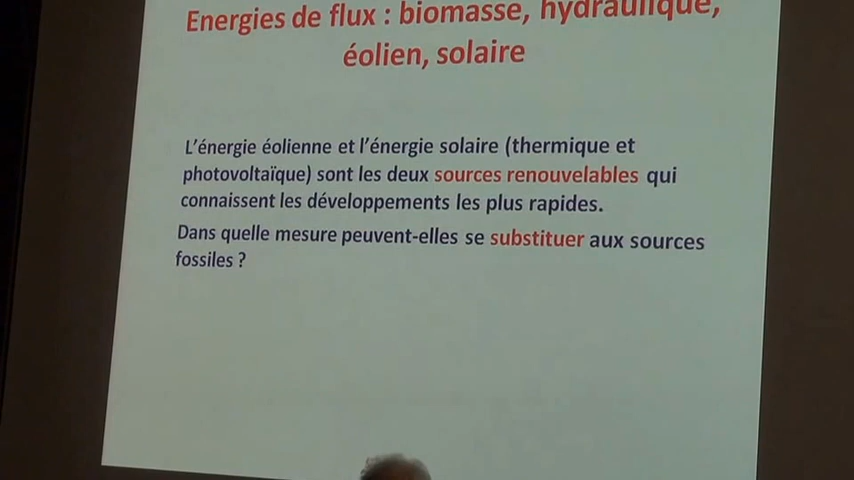 Energies de flux : biomasse, hydraulique,
éolien, solaire
L'énergie éolienne et l'énergie solaire (thermique et
photovoltaïque) sont les deux sources renouvelables qui
connaissent les développements les plus rapides.
Dans quelle mesure peuvent-elles se substituer aux sources
fossiles ?